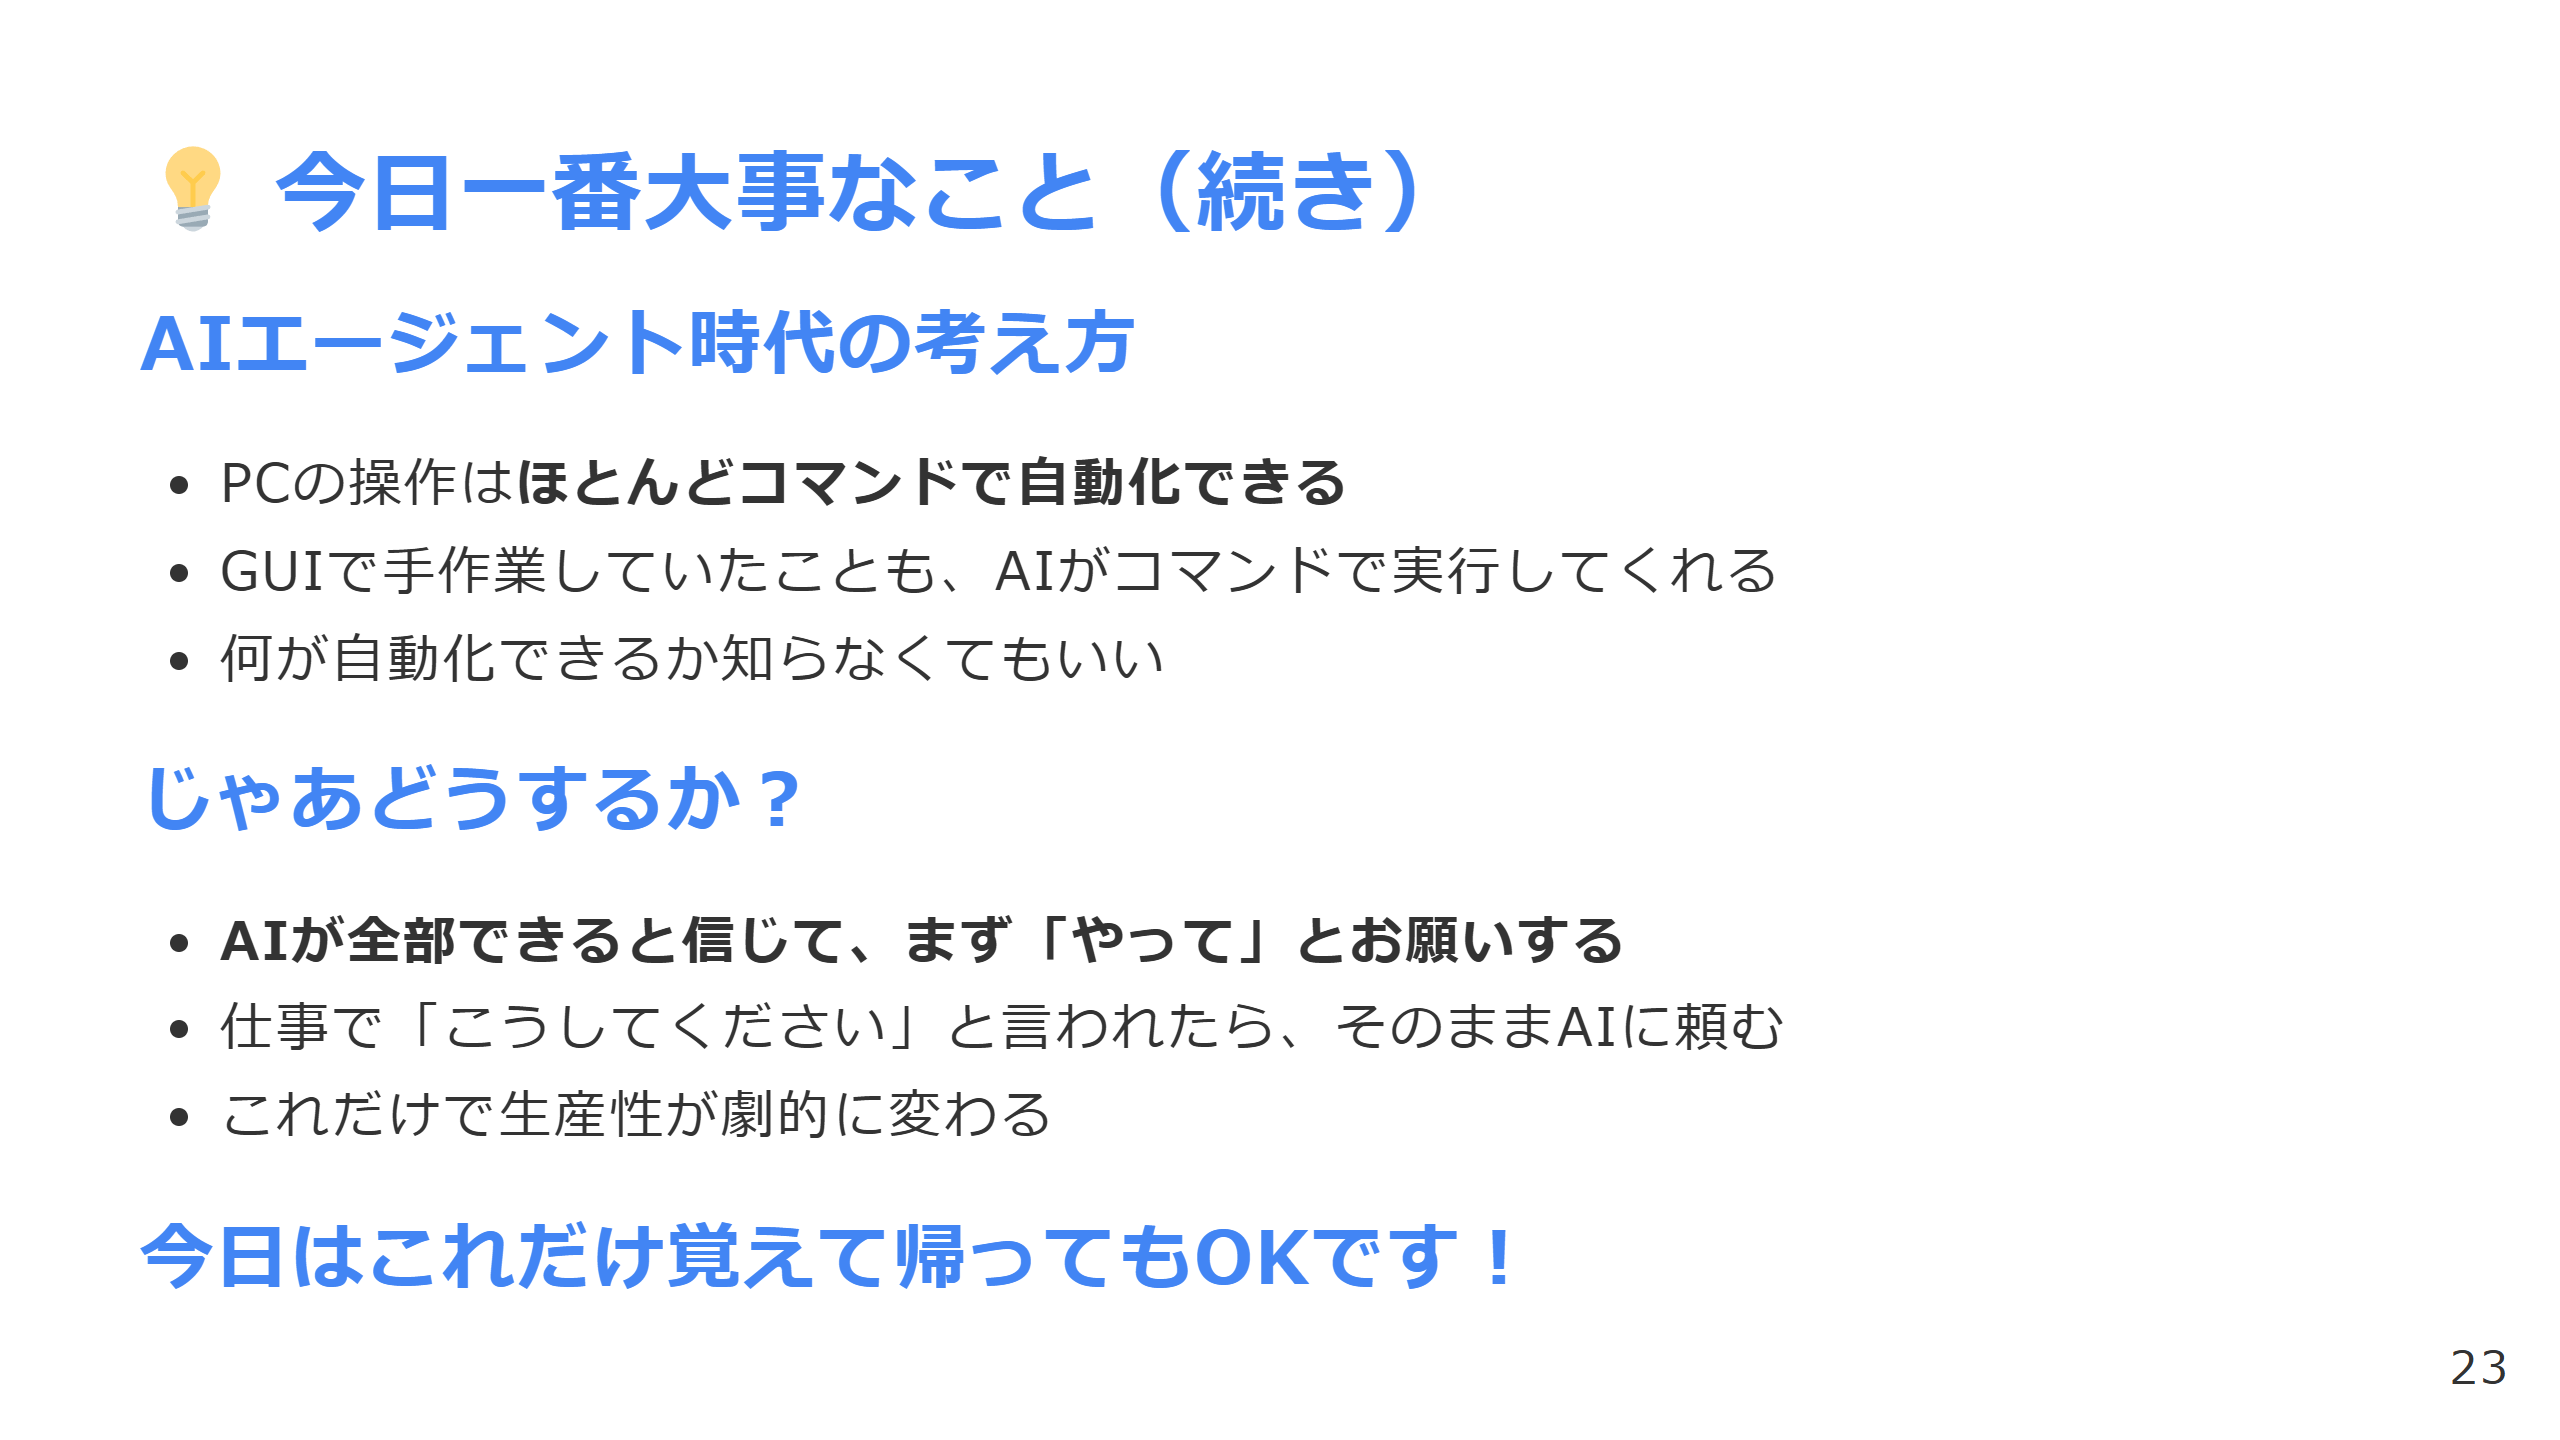 今日一番大事なこと（続き）
AIエージェント時代の考え方
• PCの操作はほとんどコマンドで自動化できる
• GUIで手作業していたことも、AIがコマンドで実行してくれる
• 何が自動化できるか知らなくてもいい
じゃあどうするか？
• AIが全部できると信じて、まず「やって」とお願いする
• 仕事で「こうしてください」と言われたら、そのままAIに頼む
• これだけで生産性が劇的に変わる
今日はこれだけ覚えて帰ってもOKです！
23